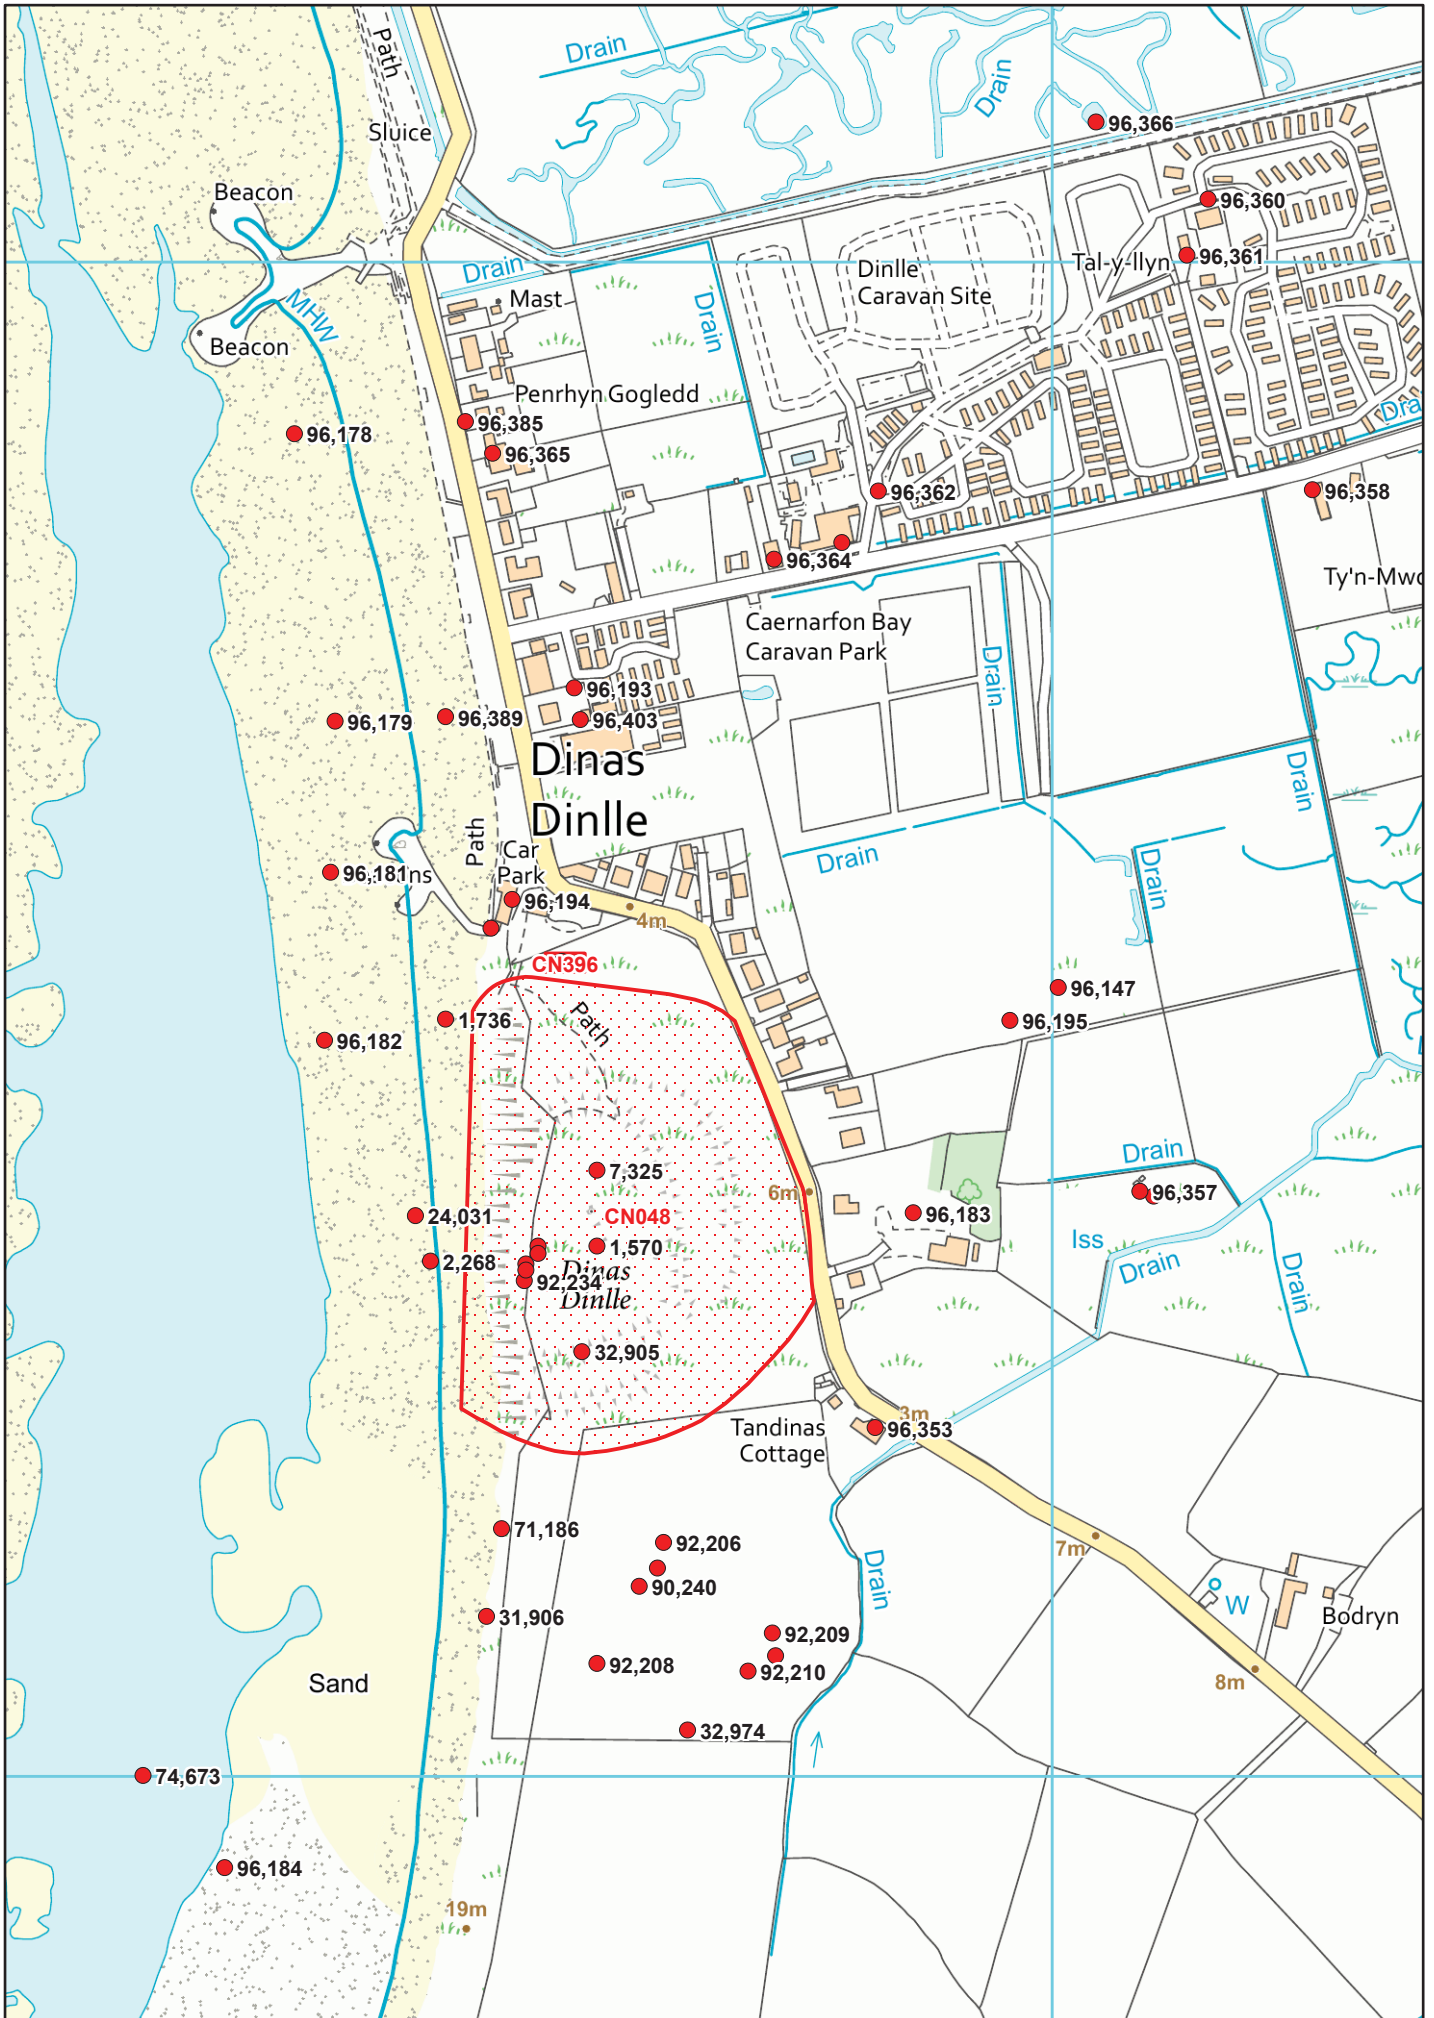 Path
Drain
Drain
Sluice
96,366
Beacon
96,360
Tal-y-llyn
96,361
Drain
Dinlle
Caravan Site
Mast
MHW
Drain
Beacon
Penrhyn Gogledd
96,385
96,178
96,365
96,362
96,358
96,364
Ty'n-Mwc
Caernarfon Bay
Caravan Park
Drain
96,193
96,179
96,389
96,403
Dinas
Dinlle
Drain
Path
Car
Park
Drain
Drain
96,181
96,194
4m
CN396
96,147
Path
1,736
96,195
96,182
Drain
7,325
6m
96,357
CN048
96,183
24,031
Iss
1,570
2,268
Drain
Drain
Dinas
Dinlle
92,234
32,905
3m
Tandinas
Cottage
96,353
71,186
92,206
7m
Drain
90,240
W
31,906
Bodryn
92,209
92,208
92,210
Sand
8m
32,974
74,673
96,184
19m